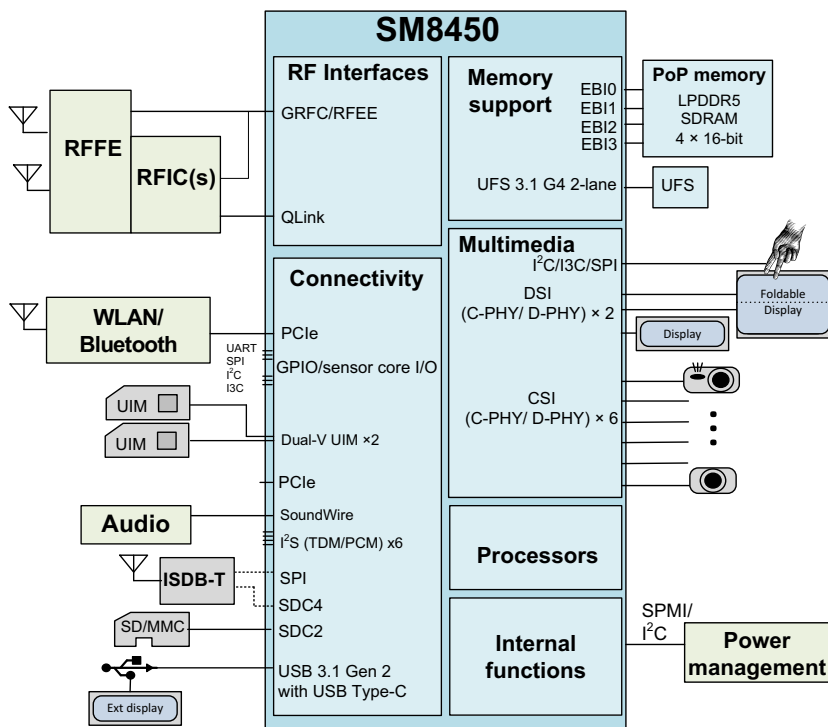 SM8450
RF Interfaces
GRFC/RFEE
QLink
RFFE
RFIC(s)
Memory
support
EBI0
EBI1
EBI2
EBI3
UFS 3.1 G4 2-lane
PoP memory
LPDDR5
SDRAM
4 × 16-bit
UFS
Multimedia
I²C/I3C/SPI
DSI
(C-PHY/ D-PHY) × 2
Foldable
Display
Display
CSI
(C-PHY/ D-PHY) × 6
Connectivity
WLAN/
Bluetooth
PCIe
UART
SPI
I²C
I3C
GPIO/sensor core I/O
UIM
UIM
Dual-V UIM ×2
PCIe
Audio
SoundWire
I²S (TDM/PCM) x6
ISDB-T
SPI
SDC4
SD/MMC
SDC2
USB 3.1 Gen 2
with USB Type-C
Ext display
Processors
Internal
functions
SPMI/
I²C
Power
management